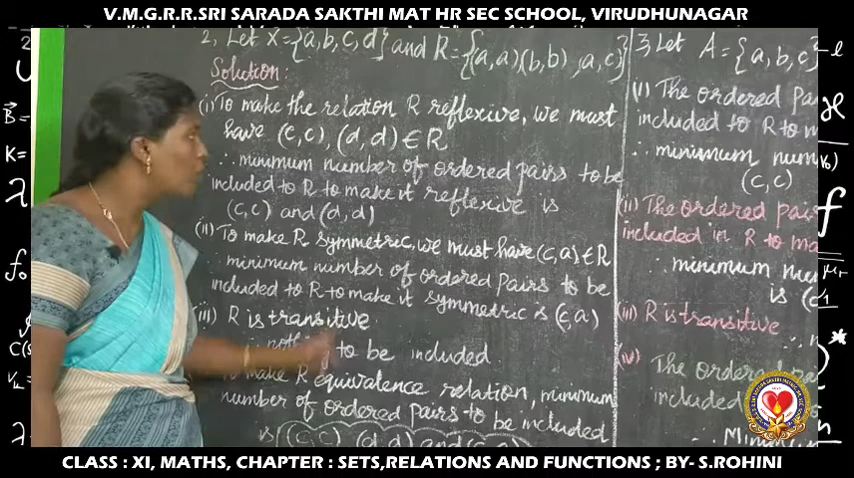 V.M.G.R.R.SRI SARADA SAKTHI MAT HR SEC SCHOOL, VIRUDHUNAGAR
2, Let X={a,b,c,d} and R={(a,a)(b,b),a,c)}
Solution:
(i) To make the relation R reflexive, we must
have (c,c), (d,d) ∈ R
∴ minimum number of ordered pairs to be
included to R to make it reflexive is
(c,c) and (d,d)
(ii) To make R symmetric, we must have (c,a) ∈ R
∴ minimum number of ordered pairs to be
included to R to make it symmetric is (c,a)
(iii) R is transitive
to be included.
make R equivalence relation, minimum
number of ordered pairs to be included
is (c,c) (d,d) and (c,a)
3, Let A = {a,b,c}
(i) The ordered pa
included to R to m
∴ minimum num
(c,c)
(ii) The ordered pai
included in R to ma
minimum nu
is (c,
(iii) R is transitive
(iv) The ordered pa
included
∴ Minim
B=
K=
λ
f₀
C(s
λ
f
CLASS : XI, MATHS, CHAPTER : SETS,RELATIONS AND FUNCTIONS ; BY- S.ROHINI